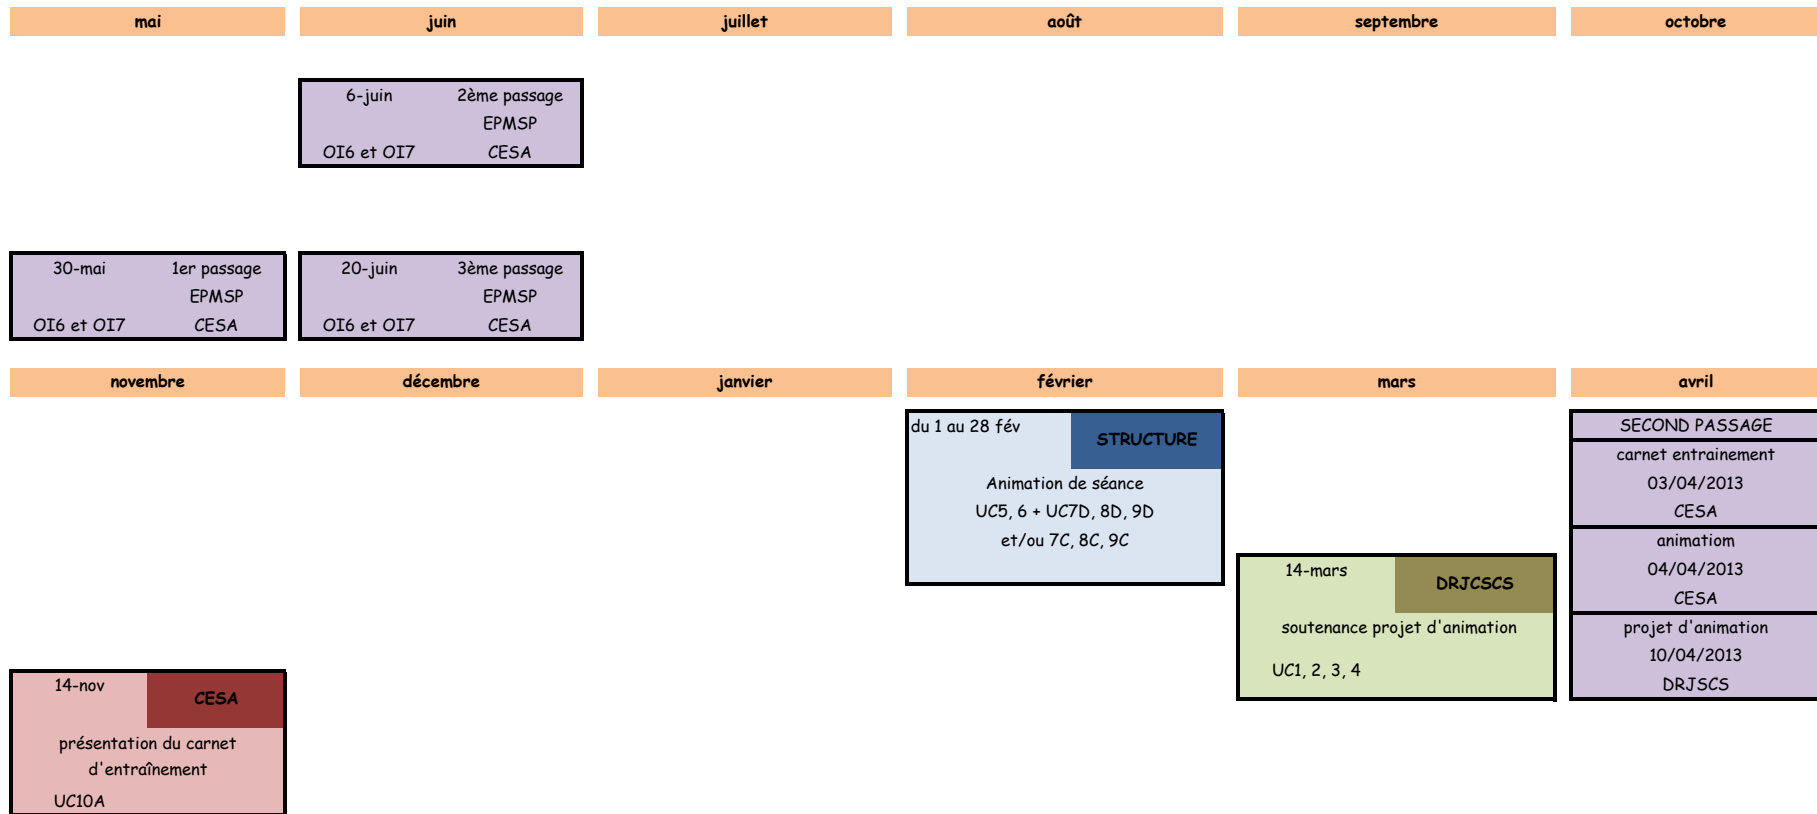 mai juin juillet août septembre octobre
6-juin 2ème passage
EPMSP
OI6 et OI7 CESA
30-mai 1er passage
EPMSP
OI6 et OI7 CESA
20-juin 3ème passage
EPMSP
OI6 et OI7 CESA
novembre décembre janvier février mars avril
14-nov CESA
présentation du carnet
d'entraînement
UC10A
du 1 au 28 fév STRUCTURE
Animation de séance
UC5, 6 + UC7D, 8D, 9D
et/ou 7C, 8C, 9C
14-mars DRJCSCS
soutenance projet d'animation
UC1, 2, 3, 4
SECOND PASSAGE
carnet entrainement
03/04/2013
CESA
animatiom
04/04/2013
CESA
projet d'animation
10/04/2013
DRJSCS